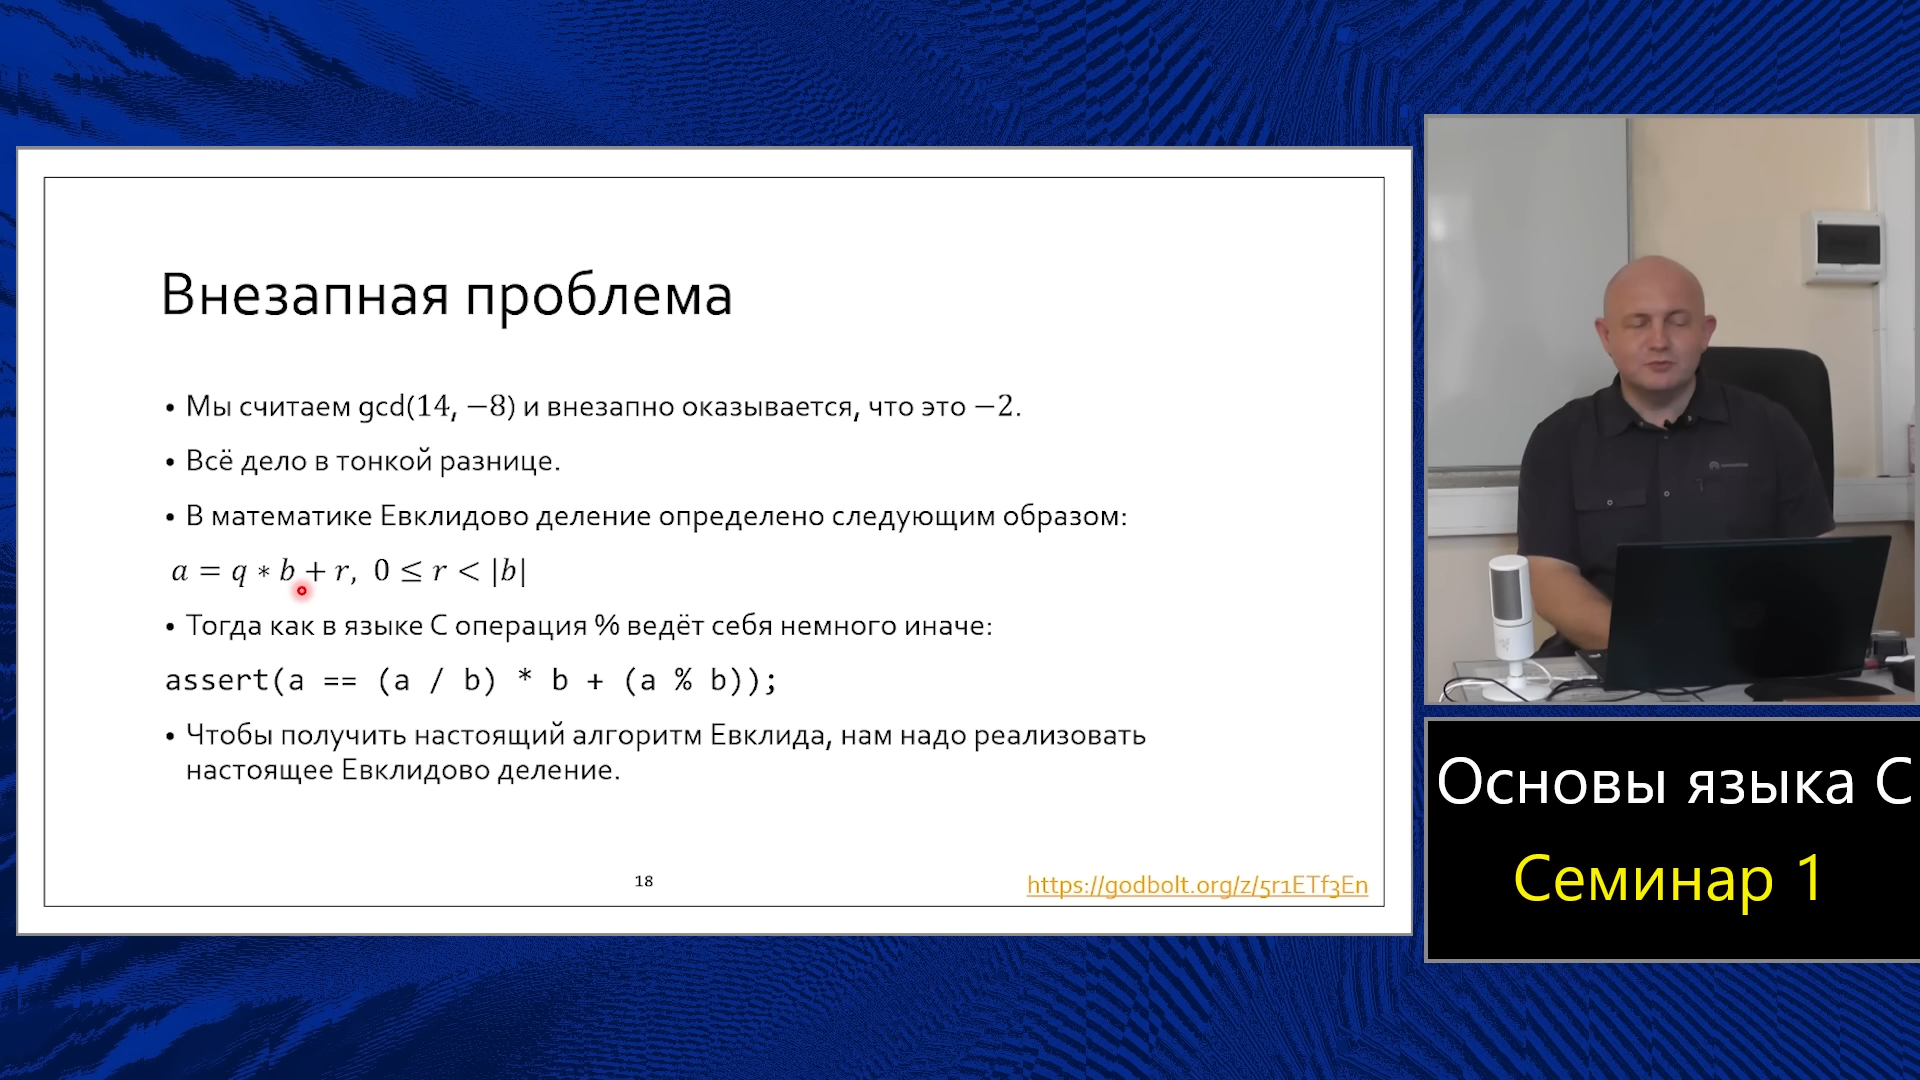 Внезапная проблема
• Мы считаем gcd(14, −8) и внезапно оказывается, что это −2.
• Всё дело в тонкой разнице.
• В математике Евклидово деление определено следующим образом:
a = q ∗ b + r, 0 ≤ r < |b|
• Тогда как в языке C операция % ведёт себя немного иначе:
assert(a == (a / b) * b + (a % b));
• Чтобы получить настоящий алгоритм Евклида, нам надо реализовать
настоящее Евклидово деление.
18
https://godbolt.org/z/5r1ETf3En
Основы языка C
Семинар 1